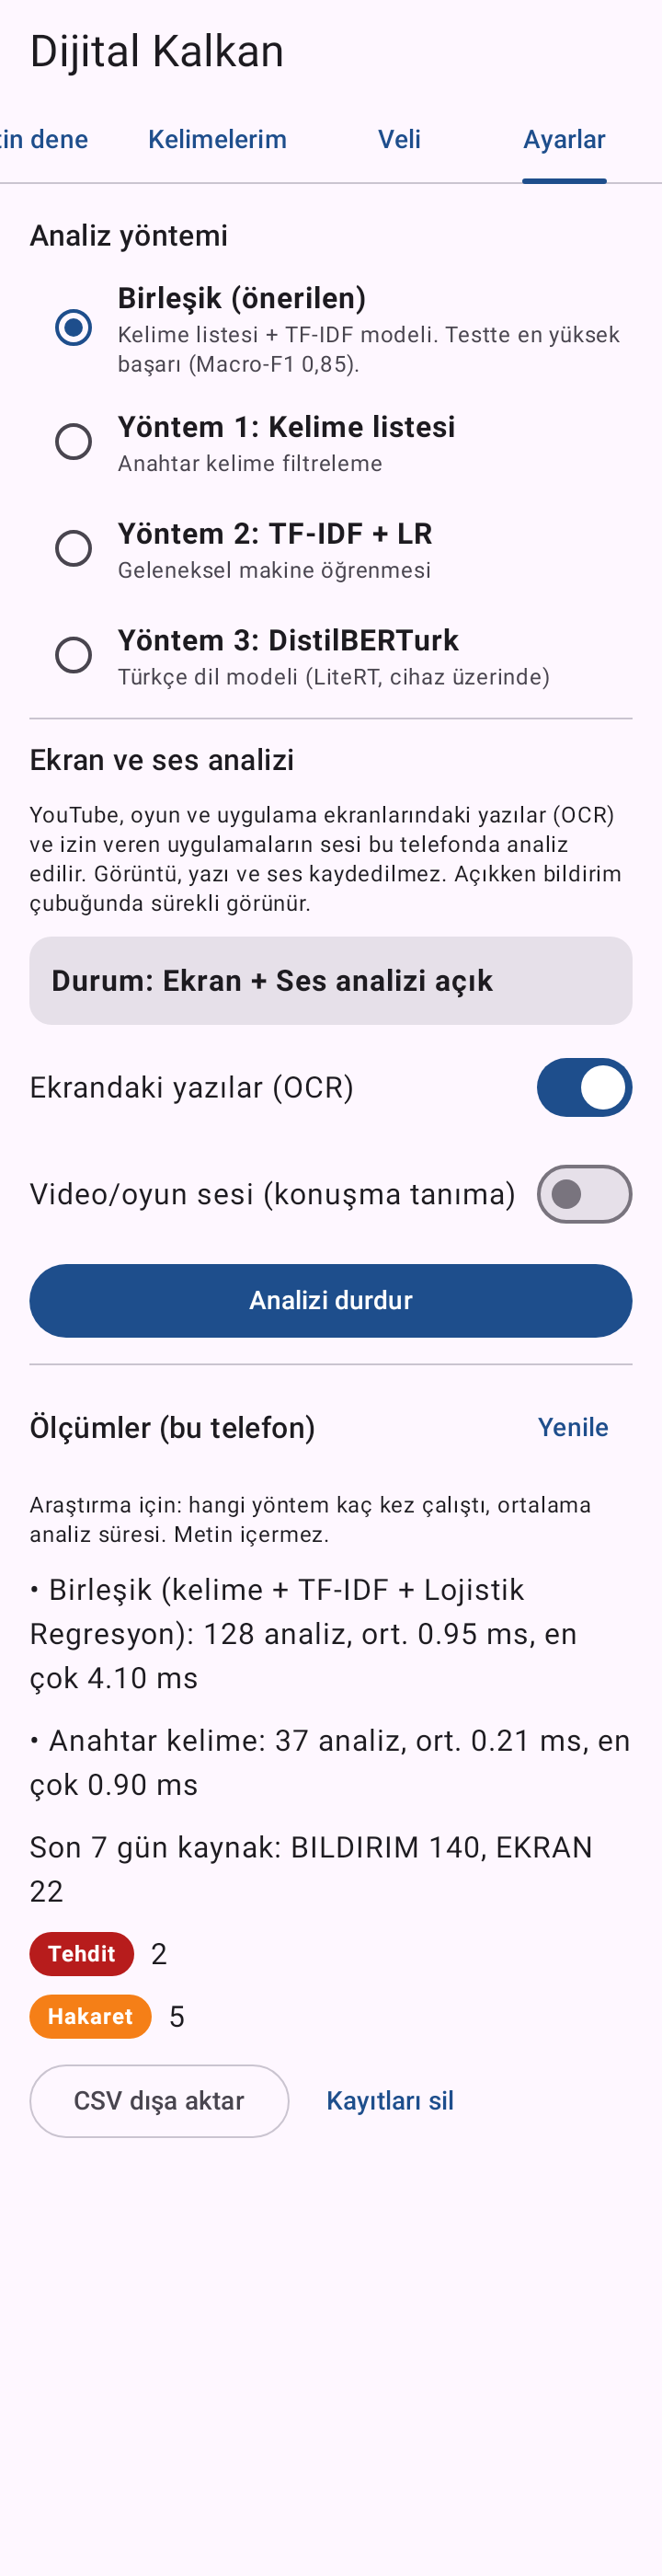 Dijital Kalkan
tin dene
Kelimelerim
Veli
Ayarlar
Analiz yöntemi
Birleşik (önerilen)
Kelime listesi + TF-IDF modeli. Testte en yüksek
başarı (Macro-F1 0,85).
Yöntem 1: Kelime listesi
Anahtar kelime filtreleme
Yöntem 2: TF-IDF + LR
Geleneksel makine öğrenmesi
Yöntem 3: DistilBERTurk
Türkçe dil modeli (LiteRT, cihaz üzerinde)
Ekran ve ses analizi
YouTube, oyun ve uygulama ekranlarındaki yazılar (OCR)
ve izin veren uygulamaların sesi bu telefonda analiz
edilir. Görüntü, yazı ve ses kaydedilmez. Açıkken bildirim
çubuğunda sürekli görünür.
Durum: Ekran + Ses analizi açık
Ekrandaki yazılar (OCR)
Video/oyun sesi (konuşma tanıma)
Analizi durdur
Ölçümler (bu telefon)
Yenile
Araştırma için: hangi yöntem kaç kez çalıştı, ortalama
analiz süresi. Metin içermez.
• Birleşik (kelime + TF-IDF + Lojistik
Regresyon): 128 analiz, ort. 0.95 ms, en
çok 4.10 ms
• Anahtar kelime: 37 analiz, ort. 0.21 ms, en
çok 0.90 ms
Son 7 gün kaynak: BILDIRIM 140, EKRAN
22
Tehdit 2
Hakaret 5
CSV dışa aktar
Kayıtları sil